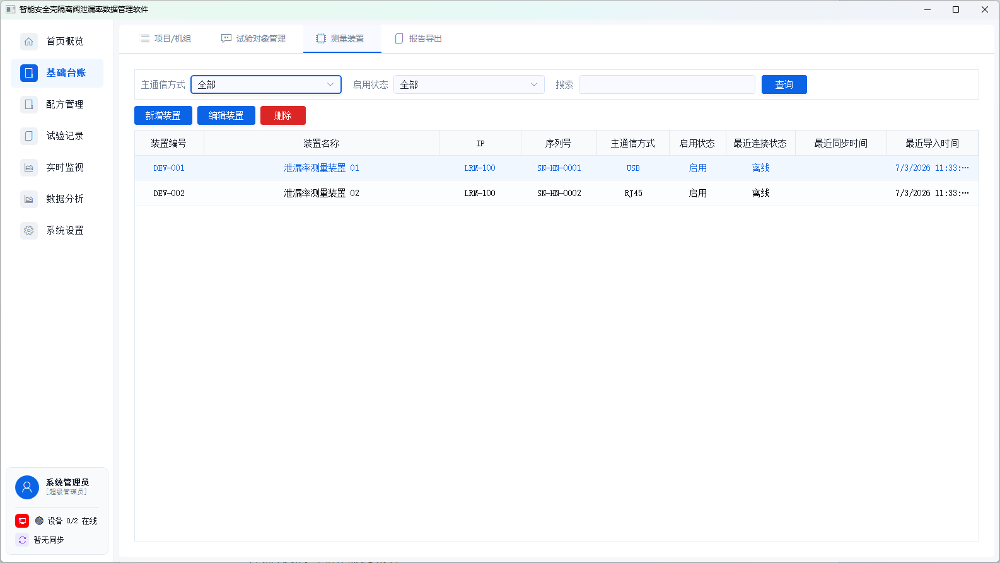 智能安全壳隔离阀泄漏率数据管理软件
首页概览
基础台账
配方管理
试验记录
实时监视
数据分析
系统设置
系统管理员
[超级管理员]
设备 0/2 在线
暂无同步
项目/机组 试验对象管理 测量装置 报告导出
主通信方式 全部 启用状态 全部 搜索 查询
新增装置 编辑装置 删除
装置编号 装置名称 IP 序列号 主通信方式 启用状态 最近连接状态 最近同步时间 最近导入时间
DEV-001 泄漏率测量装置 01 LRM-100 SN-HN-0001 USB 启用 离线 7/3/2026 11:33:…
DEV-002 泄漏率测量装置 02 LRM-100 SN-HN-0002 RJ45 启用 离线 7/3/2026 11:33:…